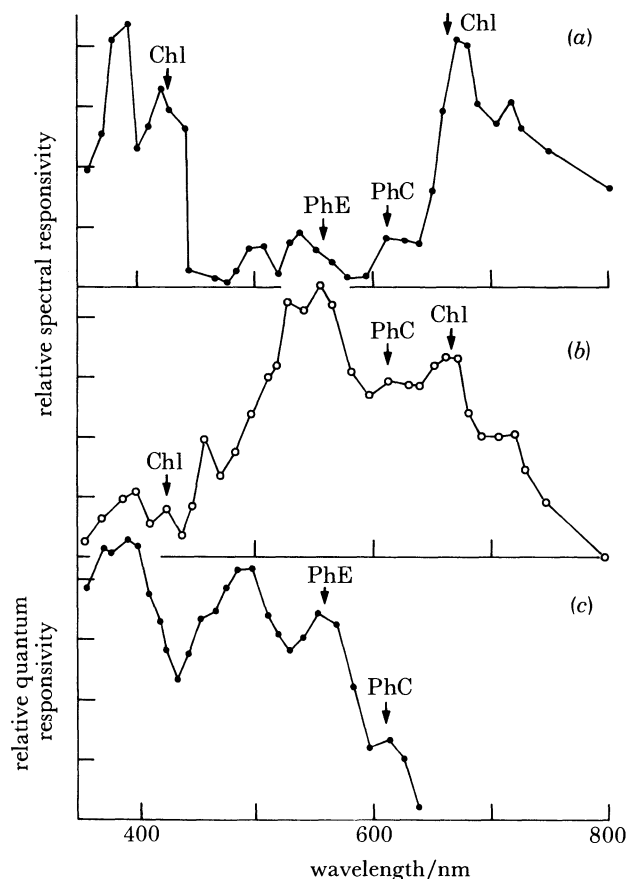 Chl
Chl
(a)
PhE
PhC
relative spectral responsivity
PhC
Chl
(b)
Chl
PhE
(c)
PhC
relative quantum
responsivity
400
600
800
wavelength/nm